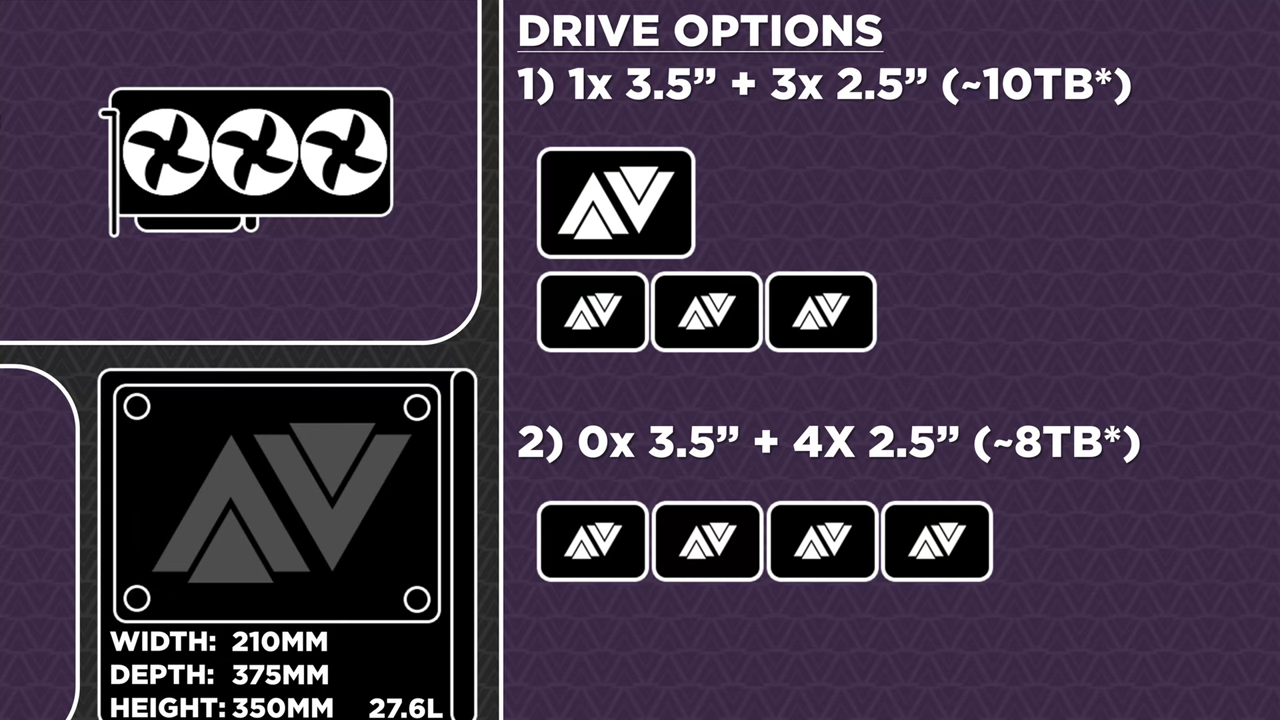 DRIVE OPTIONS
1) 1x 3.5” + 3x 2.5” (~10TB*)
2) 0x 3.5” + 4X 2.5” (~8TB*)
WIDTH: 210MM
DEPTH: 375MM
HEIGHT: 350MM 27.6L